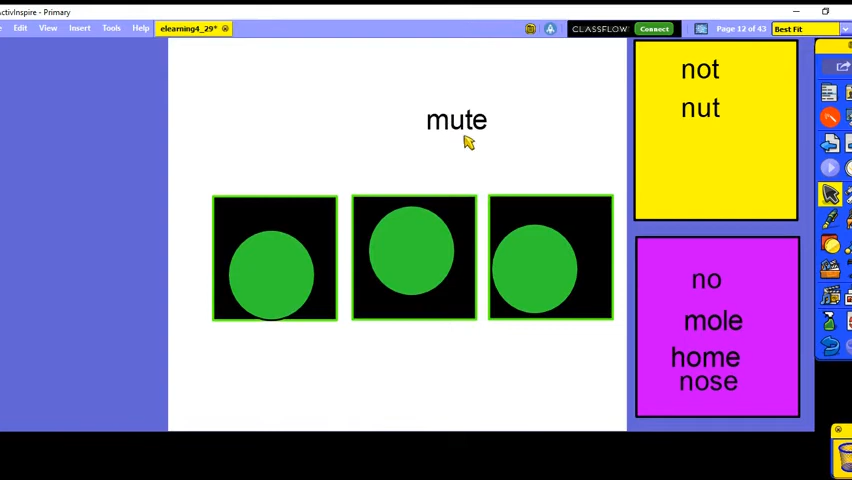 ActivInspire - Primary
Edit View Insert Tools Help elearning4_29* CLASSFLOW Connect Page 12 of 43 Best Fit
mute
not
nut
no
mole
home
nose